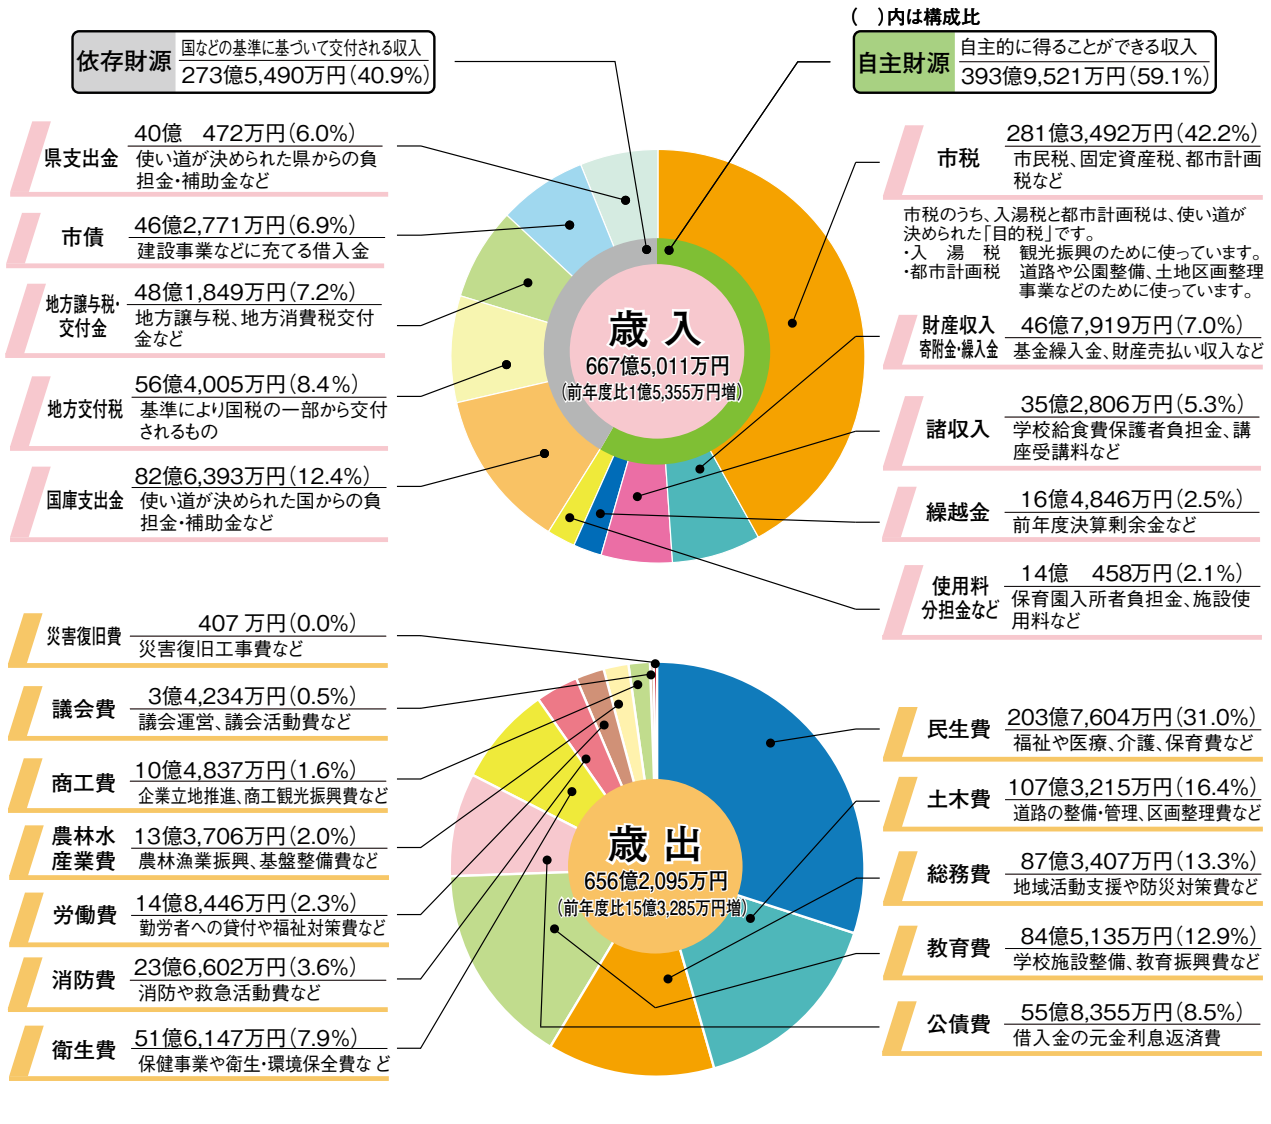 （　）内は構成比
依存財源
国などの基準に基づいて交付される収入
273億5,490万円（40.9%）
自主財源
自主的に得ることができる収入
393億9,521万円（59.1%）
県支出金
40億　472万円（6.0%）
使い道が決められた県からの負
担金・補助金など
市債
46億2,771万円（6.9%）
建設事業などに充てる借入金
地方譲与税・
交付金
48億1,849万円（7.2%）
地方譲与税、地方消費税交付
金など
地方交付税
56億4,005万円（8.4%）
基準により国税の一部から交付
されるもの
国庫支出金
82億6,393万円（12.4%）
使い道が決められた国からの負
担金・補助金など
歳入
667億5,011万円
（前年度比1億5,355万円増）
市税
281億3,492万円（42.2%）
市民税、固定資産税、都市計画
税など
市税のうち、入湯税と都市計画税は、使い道が
決められた「目的税」です。
・入　湯　税　観光振興のために使っています。
・都市計画税　道路や公園整備、土地区画整理
事業などのために使っています。
財産収入
寄附金・繰入金
46億7,919万円（7.0%）
基金繰入金、財産売払い収入など
諸収入
35億2,806万円（5.3%）
学校給食費保護者負担金、講
座受講料など
繰越金
16億4,846万円（2.5%）
前年度決算剰余金など
使用料
分担金など
14億　458万円（2.1%）
保育園入所者負担金、施設使
用料など
災害復旧費
407 万円（0.0%）
災害復旧工事費など
議会費
3億4,234万円（0.5%）
議会運営、議会活動費など
商工費
10億4,837万円（1.6%）
企業立地推進、商工観光振興費など
農林水
産業費
13億3,706万円（2.0%）
農林漁業振興、基盤整備費など
労働費
14億8,446万円（2.3%）
勤労者への貸付や福祉対策費など
消防費
23億6,602万円（3.6%）
消防や救急活動費など
衛生費
51億6,147万円（7.9%）
保健事業や衛生・環境保全費など
歳出
656億2,095万円
（前年度比15億3,285万円増）
民生費
203億7,604万円（31.0%）
福祉や医療、介護、保育費など
土木費
107億3,215万円（16.4%）
道路の整備・管理、区画整理費など
総務費
87億3,407万円（13.3%）
地域活動支援や防災対策費など
教育費
84億5,135万円（12.9%）
学校施設整備、教育振興費など
公債費
55億8,355万円（8.5%）
借入金の元金利息返済費